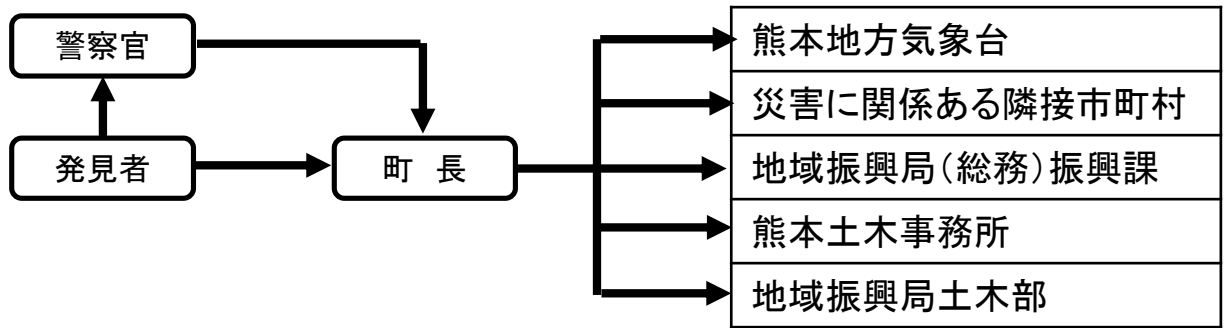 警察官
発見者
町 長
熊本地方気象台
災害に関係ある隣接市町村
地域振興局(総務)振興課
熊本土木事務所
地域振興局土木部